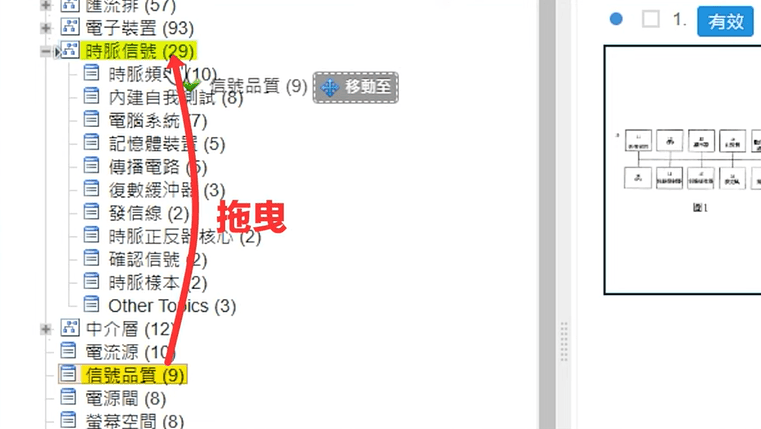 匯流排 (57)
電子裝置 (93)
時脈信號 (29)
時脈頻率 (10)
信號品質 (9) 移動至
內建自我測試 (8)
電腦系統 (7)
記憶體裝置 (5)
傳播電路 (5)
復數緩沖器 (3)
發信線 (2)
時脈正反器核心 (2)
確認信號 (2)
時脈樣本 (2)
Other Topics (3)
中介層 (12)
電流源 (10)
信號品質 (9)
電源閘 (8)
螢幕空間 (8)
拖曳
1. 有效
圖1